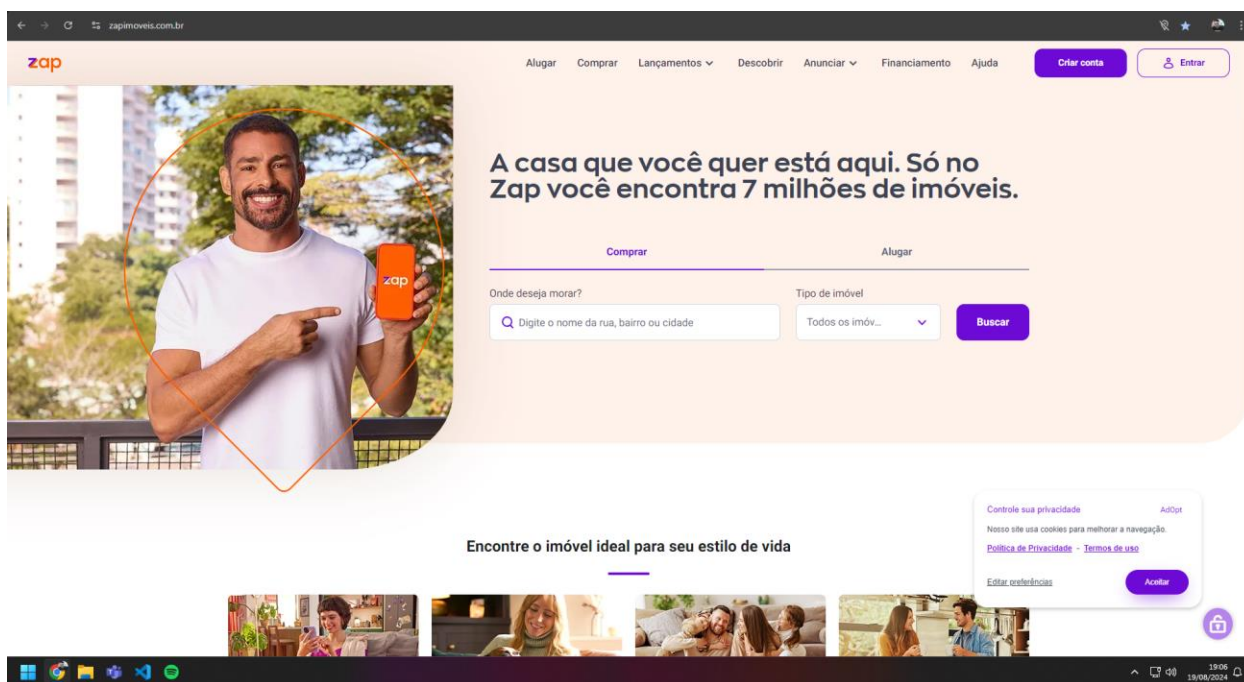 zapimoveis.com.br
zap
Alugar Comprar Lançamentos Descobrir Anunciar Financiamento Ajuda Criar conta Entrar
A casa que você quer está aqui. Só no
Zap você encontra 7 milhões de imóveis.
zap
Comprar Alugar
Onde deseja morar? Tipo de imóvel
Digite o nome da rua, bairro ou cidade Todos os imóv... Buscar
Controle sua privacidade AdOpt
Nosso site usa cookies para melhorar a navegação.
Política de Privacidade - Termos de uso
Editar preferências Aceitar
Encontre o imóvel ideal para seu estilo de vida
19:06
19/08/2024